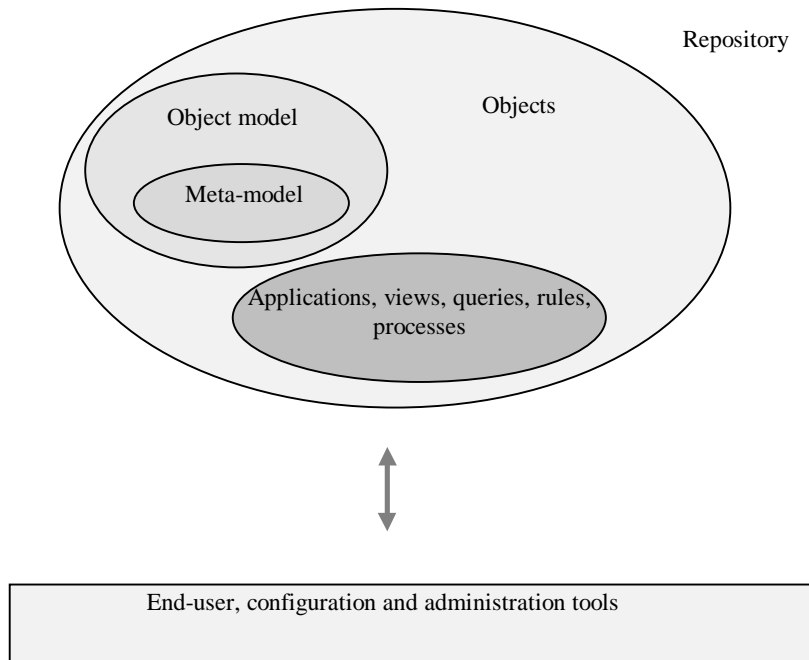 Repository
Objects
Object model
Meta-model
Applications, views, queries, rules,
processes
End-user, configuration and administration tools